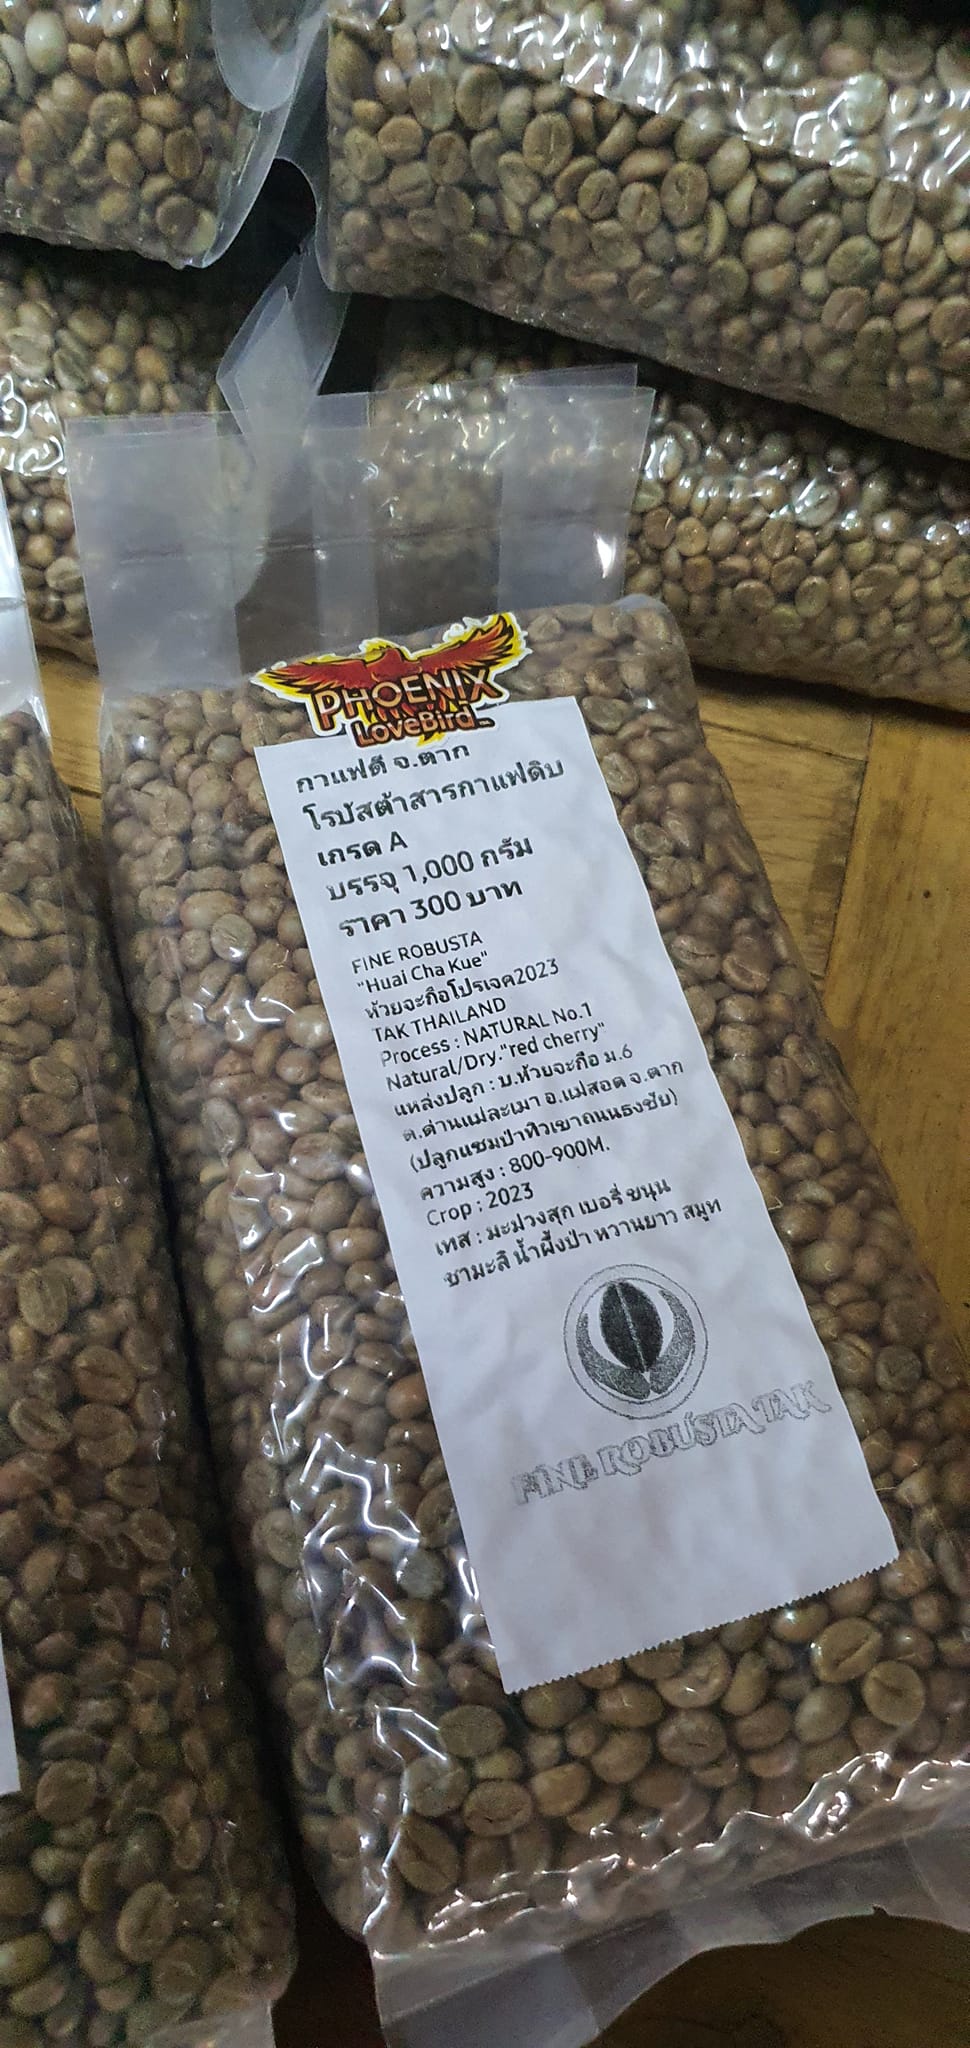 PHOENIX
LoveBird
กาแฟดี จ.ตาก
โรบัสต้าสารกาแฟดิบ
เกรด A
บรรจุ 1,000 กรัม
ราคา 300 บาท
FINE ROBUSTA
"Huai Cha Kue"
ห้วยจะกือโปรเจค2023
TAK THAILAND
Process : NATURAL No.1
Natural/Dry."red cherry"
แหล่งปลูก : บ.ห้วยจะกือ ม.6
ต.ด่านแม่ละเมา อ.แม่สอด จ.ตาก
(ปลูกแซมป่าทิวเขาถนนธงชัย)
ความสูง : 800-900M.
Crop : 2023
เทส : มะม่วงสุก เบอรี่ ขนุน
ชามะลิ น้ำผึ้งป่า หวานยาว สมูท
FINE ROBUSTA TAK